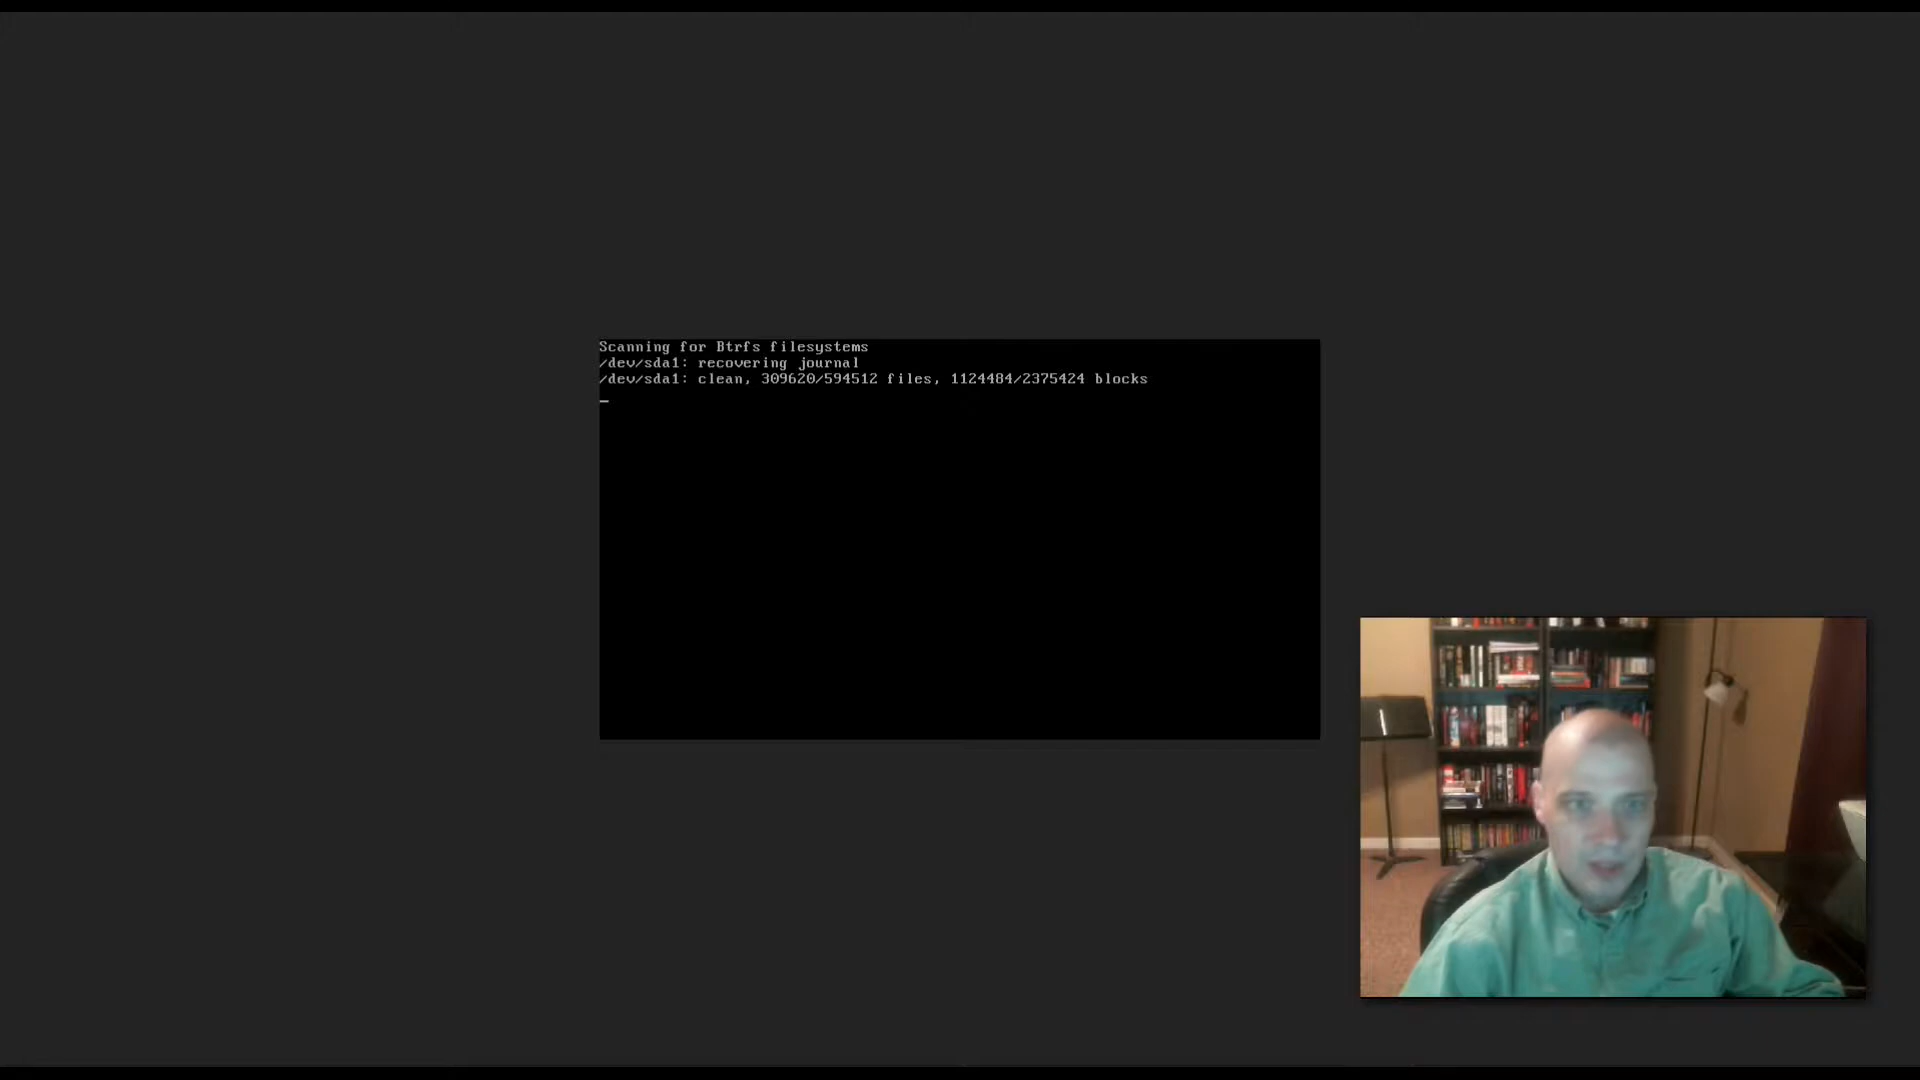 Scanning for Btrfs filesystems
/dev/sda1: recovering journal
/dev/sda1: clean, 309620/594512 files, 1124484/2375424 blocks